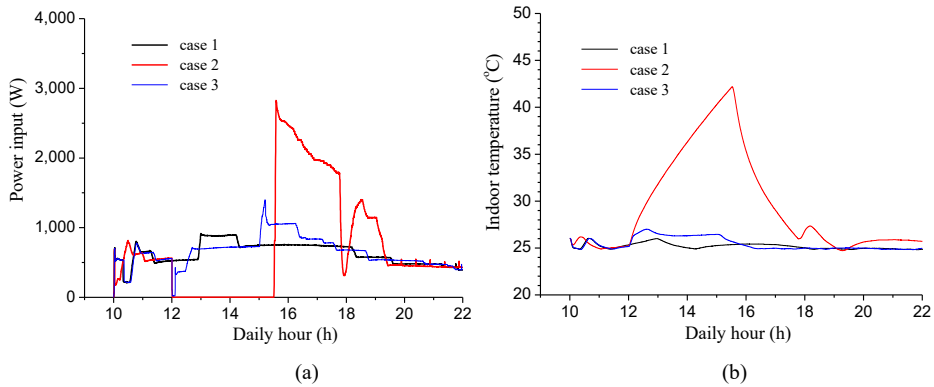 4,000
3,000
2,000
1,000
0
Power input (W)
case 1
case 2
case 3
10 12 14 16 18 20 22
Daily hour (h)
(a)
50
45
40
35
30
25
20
Indoor temperature (°C)
case 1
case 2
case 3
10 12 14 16 18 20 22
Daily hour (h)
(b)